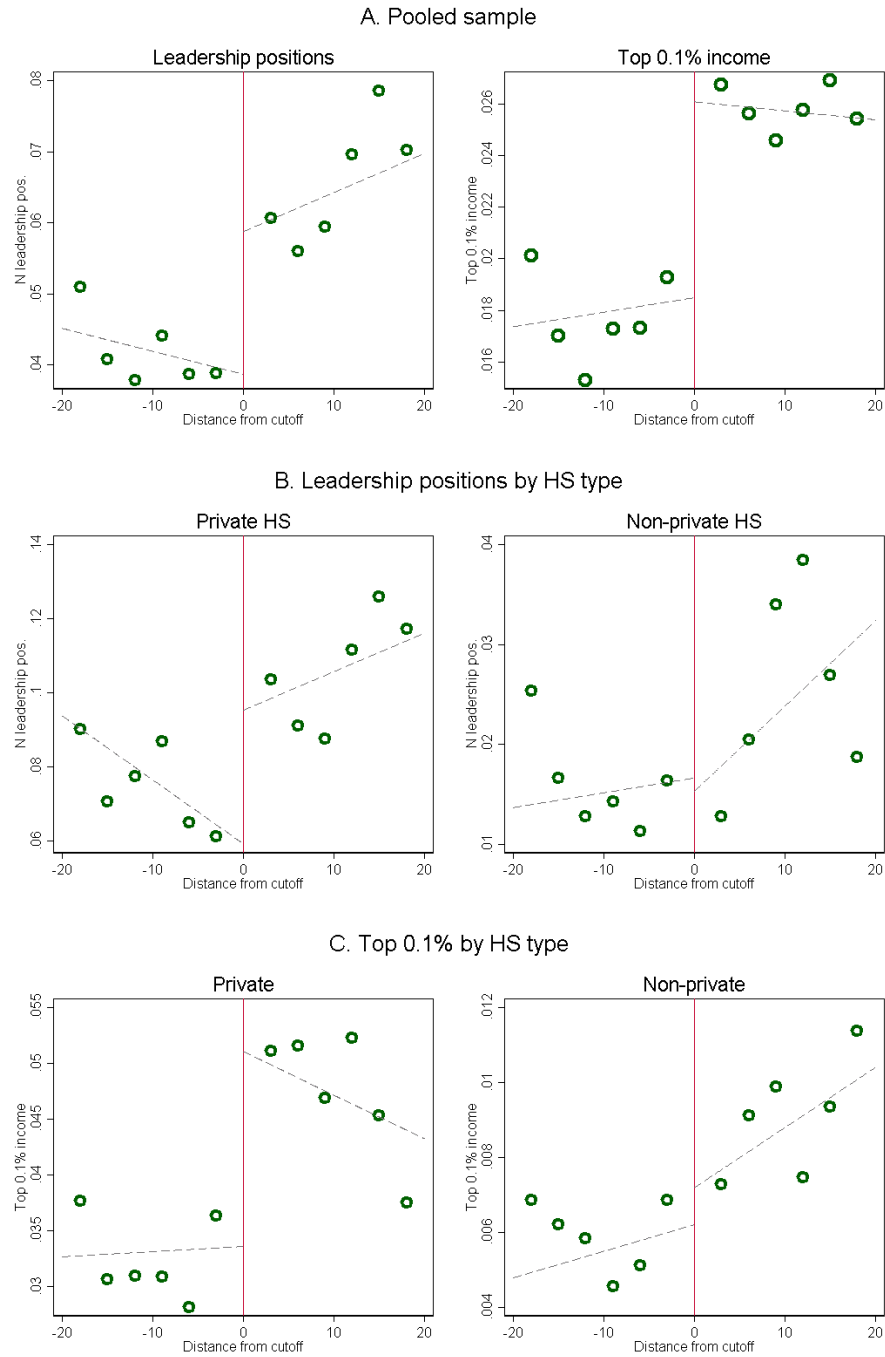 A. Pooled sample
Leadership positions
N leadership pos.
.08
.07
.06
.05
.04
-20 -10 0 10 20
Distance from cutoff
Top 0.1% income
Top 0.1% income
.026
.024
.022
.02
.018
.016
-20 -10 0 10 20
Distance from cutoff
B. Leadership positions by HS type
Private HS
N leadership pos.
.14
.12
.1
.08
.06
-20 -10 0 10 20
Distance from cutoff
Non-private HS
N leadership pos.
.04
.03
.02
.01
-20 -10 0 10 20
Distance from cutoff
C. Top 0.1% by HS type
Private
Top 0.1% income
.055
.05
.045
.04
.035
.03
-20 -10 0 10 20
Distance from cutoff
Non-private
Top 0.1% income
.012
.01
.008
.006
.004
-20 -10 0 10 20
Distance from cutoff